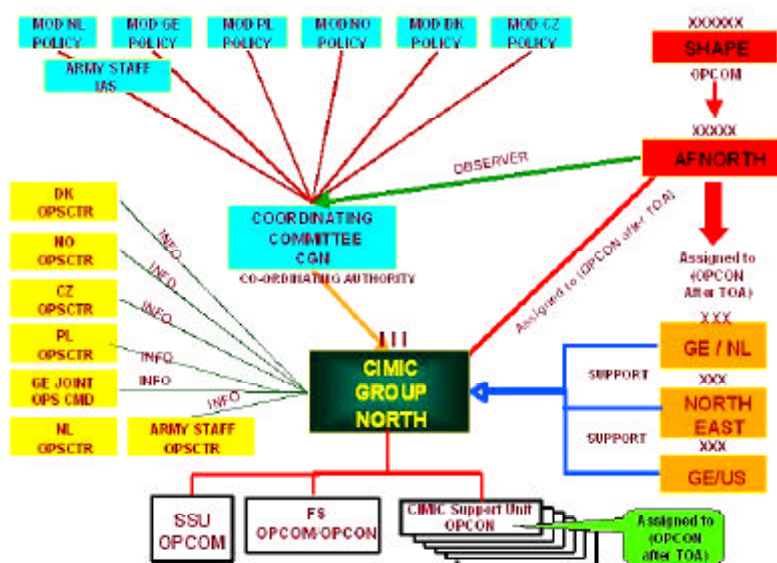 MOD NL
POLICY
MOD GE
POLICY
MOD PL
POLICY
MOD NO
POLICY
MOD DK
POLICY
MOD CZ
POLICY
ARMY STAFF
IAS
XXXXXX
SHAPE
OPCOM
XXXXX
AFNORTH
OBSERVER
Assigned to (OPCON after TOA)
Assigned to
(OPCON
After TOA)
COORDINATING
COMMITTEE
CGN
CO-ORDINATING AUTHORITY
DK
OPSCTR
NO
OPSCTR
CZ
OPSCTR
PL
OPSCTR
GE JOINT
OPS CMD
NL
OPSCTR
ARMY STAFF
OPSCTR
INFO
INFO
INFO
INFO
INFO
INFO
III
CIMIC
GROUP
NORTH
SUPPORT
SUPPORT
XXX
GE / NL
XXX
NORTH
EAST
XXX
GE/US
SSU
OPCOM
FS
OPCOM/OPCON
CIMIC Support Unit
OPCON
Assigned to
(OPCON
after TOA)